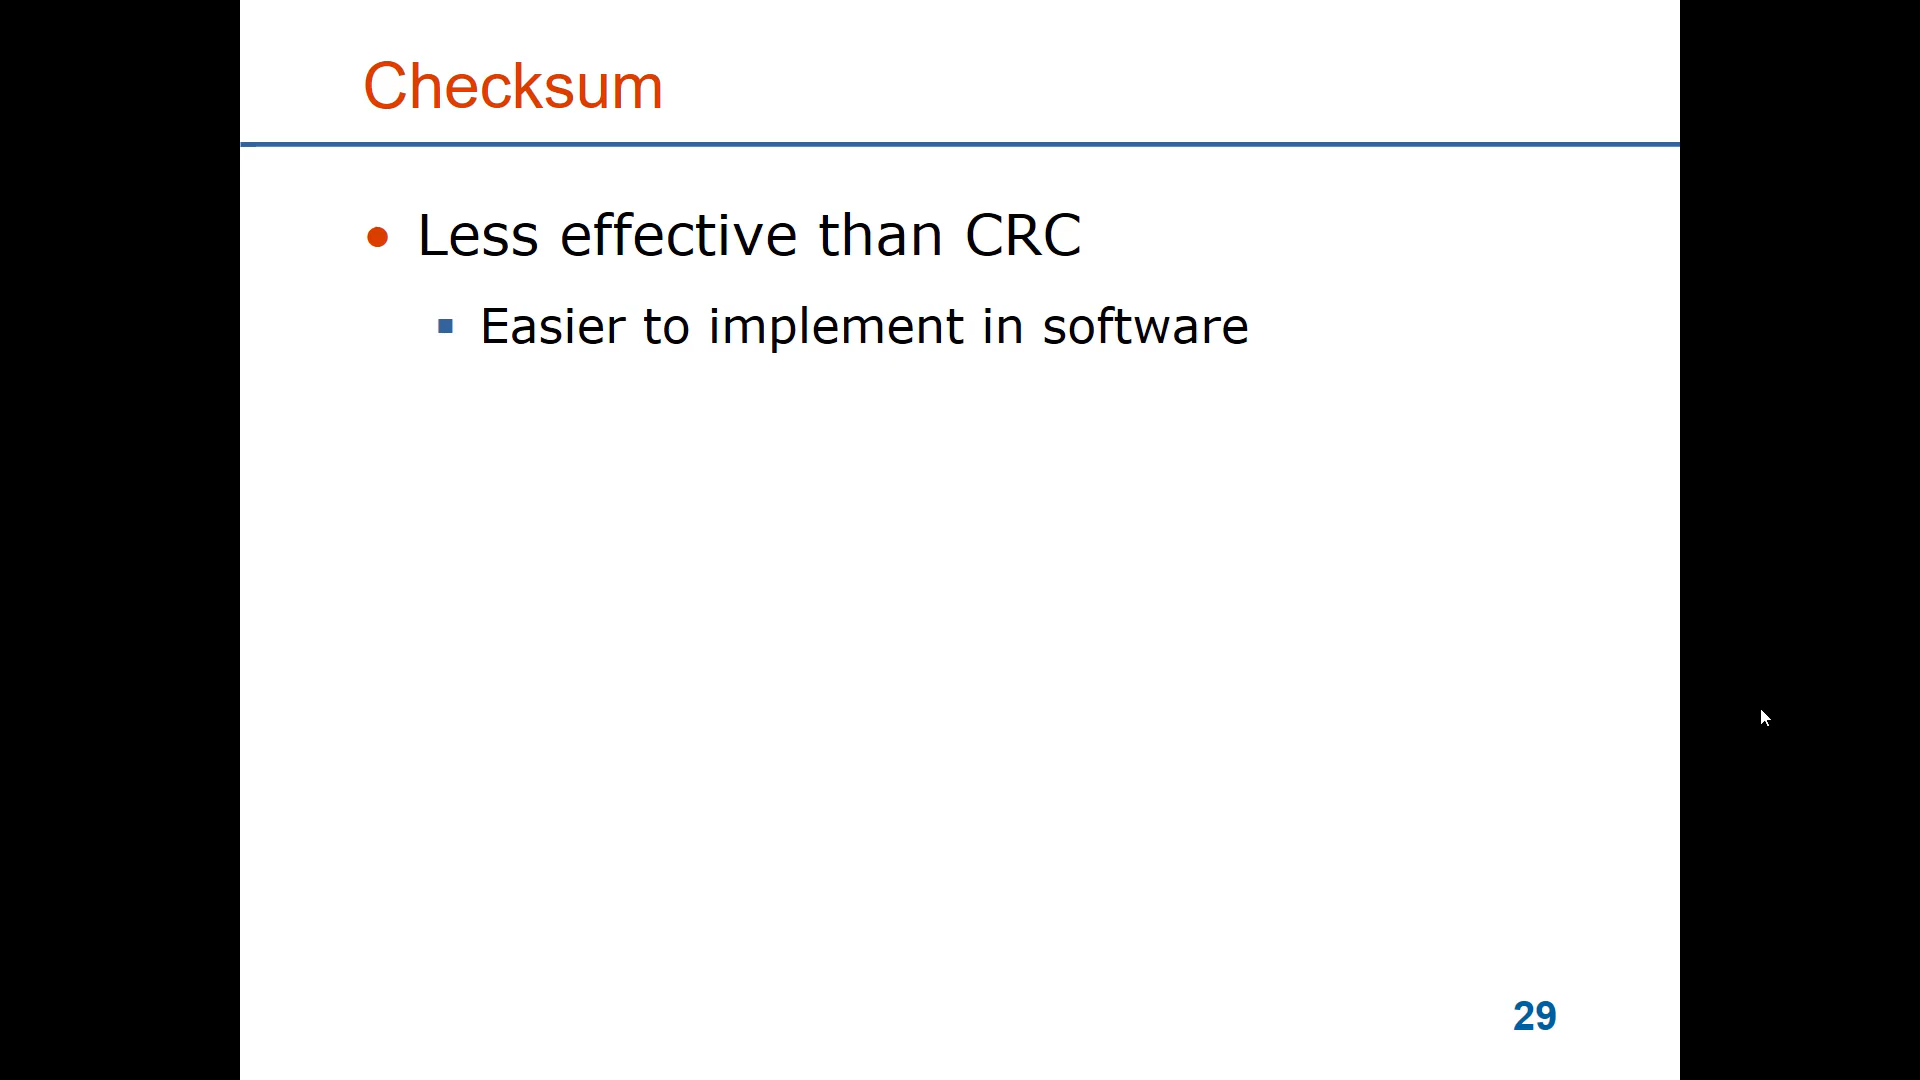 Checksum
• Less effective than CRC
▪ Easier to implement in software
29